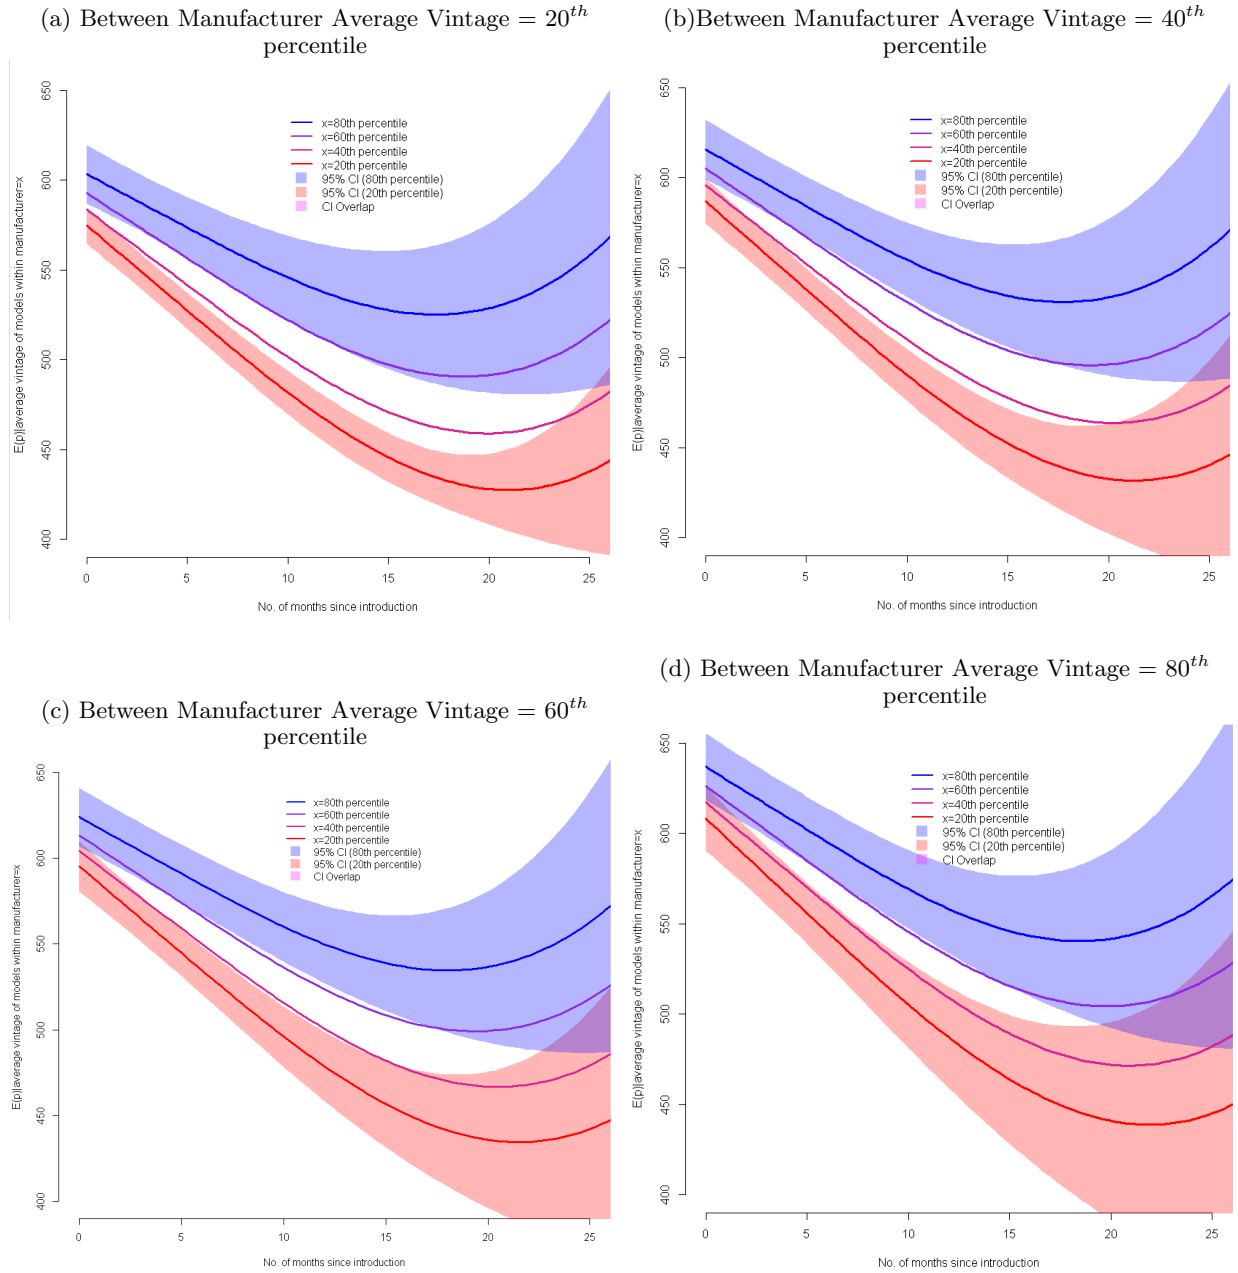 (a) Between Manufacturer Average Vintage = 20th
percentile
650
600
550
500
450
400
E(p)|average vintage of models within manufacturer=x
x=80th percentile
x=60th percentile
x=40th percentile
x=20th percentile
95% CI (80th percentile)
95% CI (20th percentile)
CI Overlap
0 5 10 15 20 25
No. of months since introduction
(b)Between Manufacturer Average Vintage = 40th
percentile
650
600
550
500
450
400
E(p)|average vintage of models within manufacturer=x
x=80th percentile
x=60th percentile
x=40th percentile
x=20th percentile
95% CI (80th percentile)
95% CI (20th percentile)
CI Overlap
0 5 10 15 20 25
No. of months since introduction
(c) Between Manufacturer Average Vintage = 60th
percentile
650
600
550
500
450
400
E(p)|average vintage of models within manufacturer=x
x=80th percentile
x=60th percentile
x=40th percentile
x=20th percentile
95% CI (80th percentile)
95% CI (20th percentile)
CI Overlap
0 5 10 15 20 25
No. of months since introduction
(d) Between Manufacturer Average Vintage = 80th
percentile
650
600
550
500
450
400
E(p)|average vintage of models within manufacturer=x
x=80th percentile
x=60th percentile
x=40th percentile
x=20th percentile
95% CI (80th percentile)
95% CI (20th percentile)
CI Overlap
0 5 10 15 20 25
No. of months since introduction